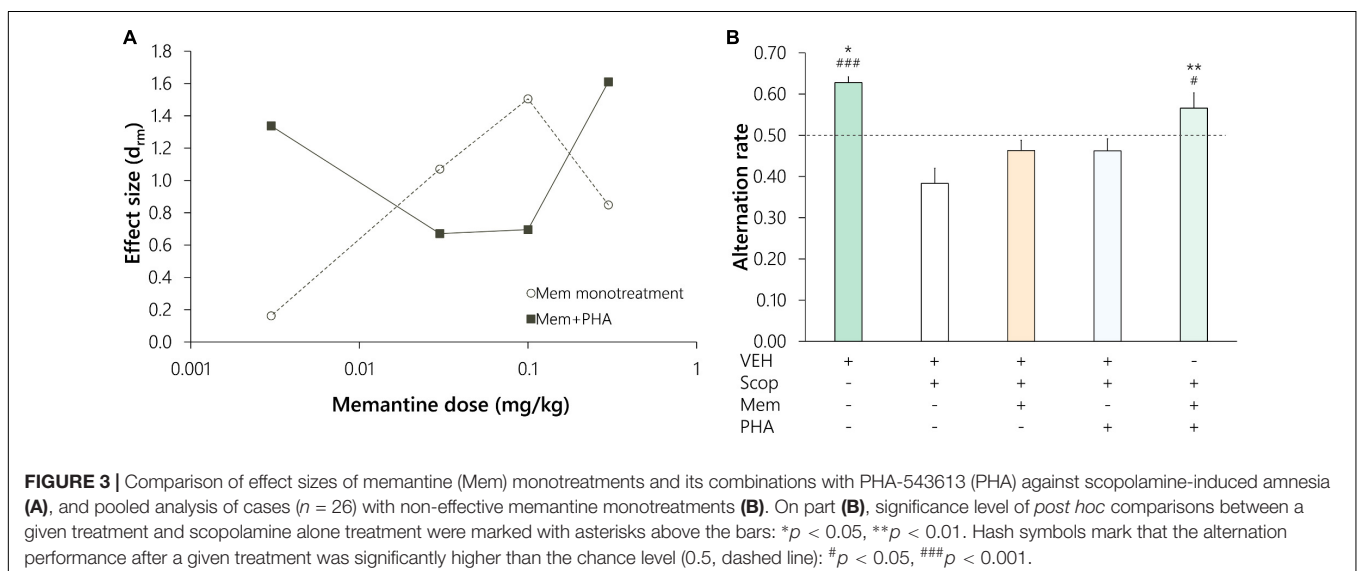 A
1.8
1.6
1.4
1.2
1.0
0.8
0.6
0.4
0.2
0.0
Effect size (drm)
Mem monotreatment
Mem+PHA
0.001 0.01 0.1 1
Memantine dose (mg/kg)
B
0.70
0.60
0.50
0.40
0.30
0.20
0.10
0.00
Alternation rate
* **
### #
VEH + + + + -
Scop - + + + +
Mem - - + - +
PHA - - - + +
FIGURE 3 | Comparison of effect sizes of memantine (Mem) monotreatments and its combinations with PHA-543613 (PHA) against scopolamine-induced amnesia
(A), and pooled analysis of cases (n = 26) with non-effective memantine monotreatments (B). On part (B), significance level of post hoc comparisons between a
given treatment and scopolamine alone treatment were marked with asterisks above the bars: *p < 0.05, **p < 0.01. Hash symbols mark that the alternation
performance after a given treatment was significantly higher than the chance level (0.5, dashed line): #p < 0.05, ###p < 0.001.